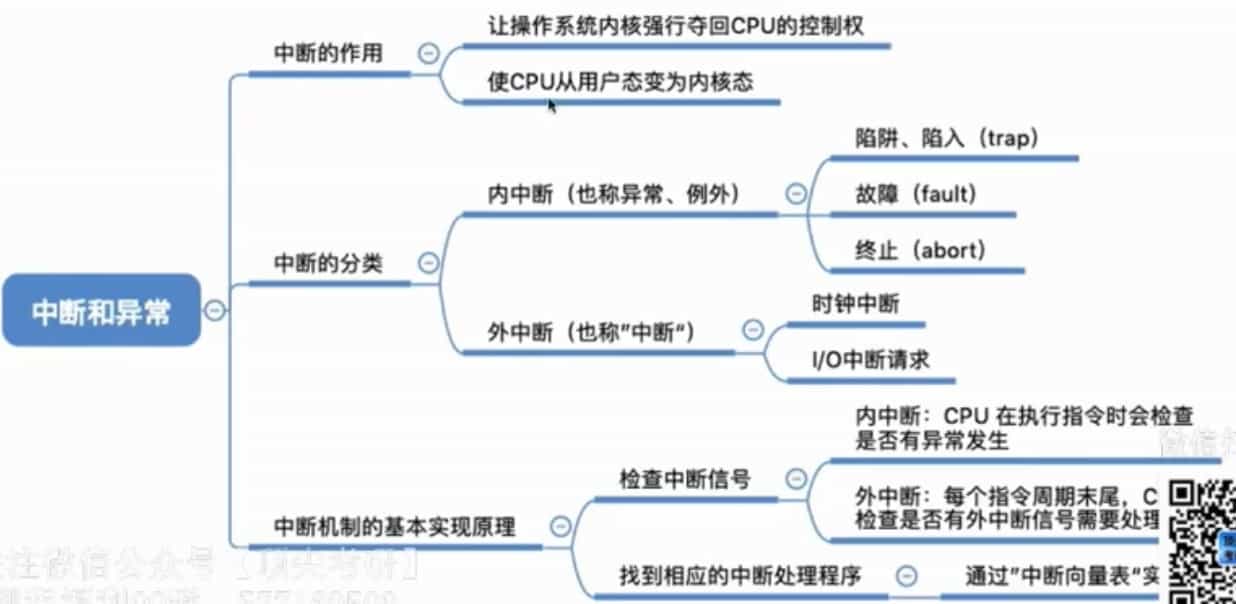 让操作系统内核强行夺回CPU的控制权
中断的作用
使CPU从用户态变为内核态
陷阱、陷入（trap）
内中断（也称异常、例外）
故障（fault）
终止（abort）
中断的分类
中断和异常
时钟中断
外中断（也称”中断“）
I/O中断请求
内中断：CPU 在执行指令时会检查
是否有异常发生
检查中断信号
外中断：每个指令周期末尾，C
检查是否有外中断信号需要处理
中断机制的基本实现原理
找到相应的中断处理程序
通过”中断向量表“实
注微信公众号【顶尖考研】